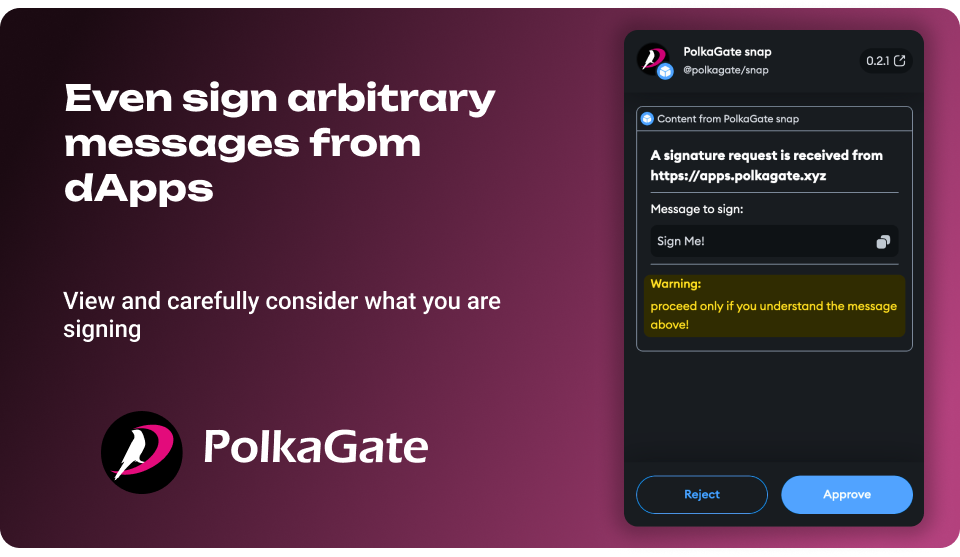 Even sign arbitrary
messages from
dApps
View and carefully consider what you are
signing
PolkaGate
PolkaGate snap
@polkagate/snap
0.2.1
Content from PolkaGate snap
A signature request is received from
https://apps.polkagate.xyz
Message to sign:
Sign Me!
Warning:
proceed only if you understand the message
above!
Reject
Approve